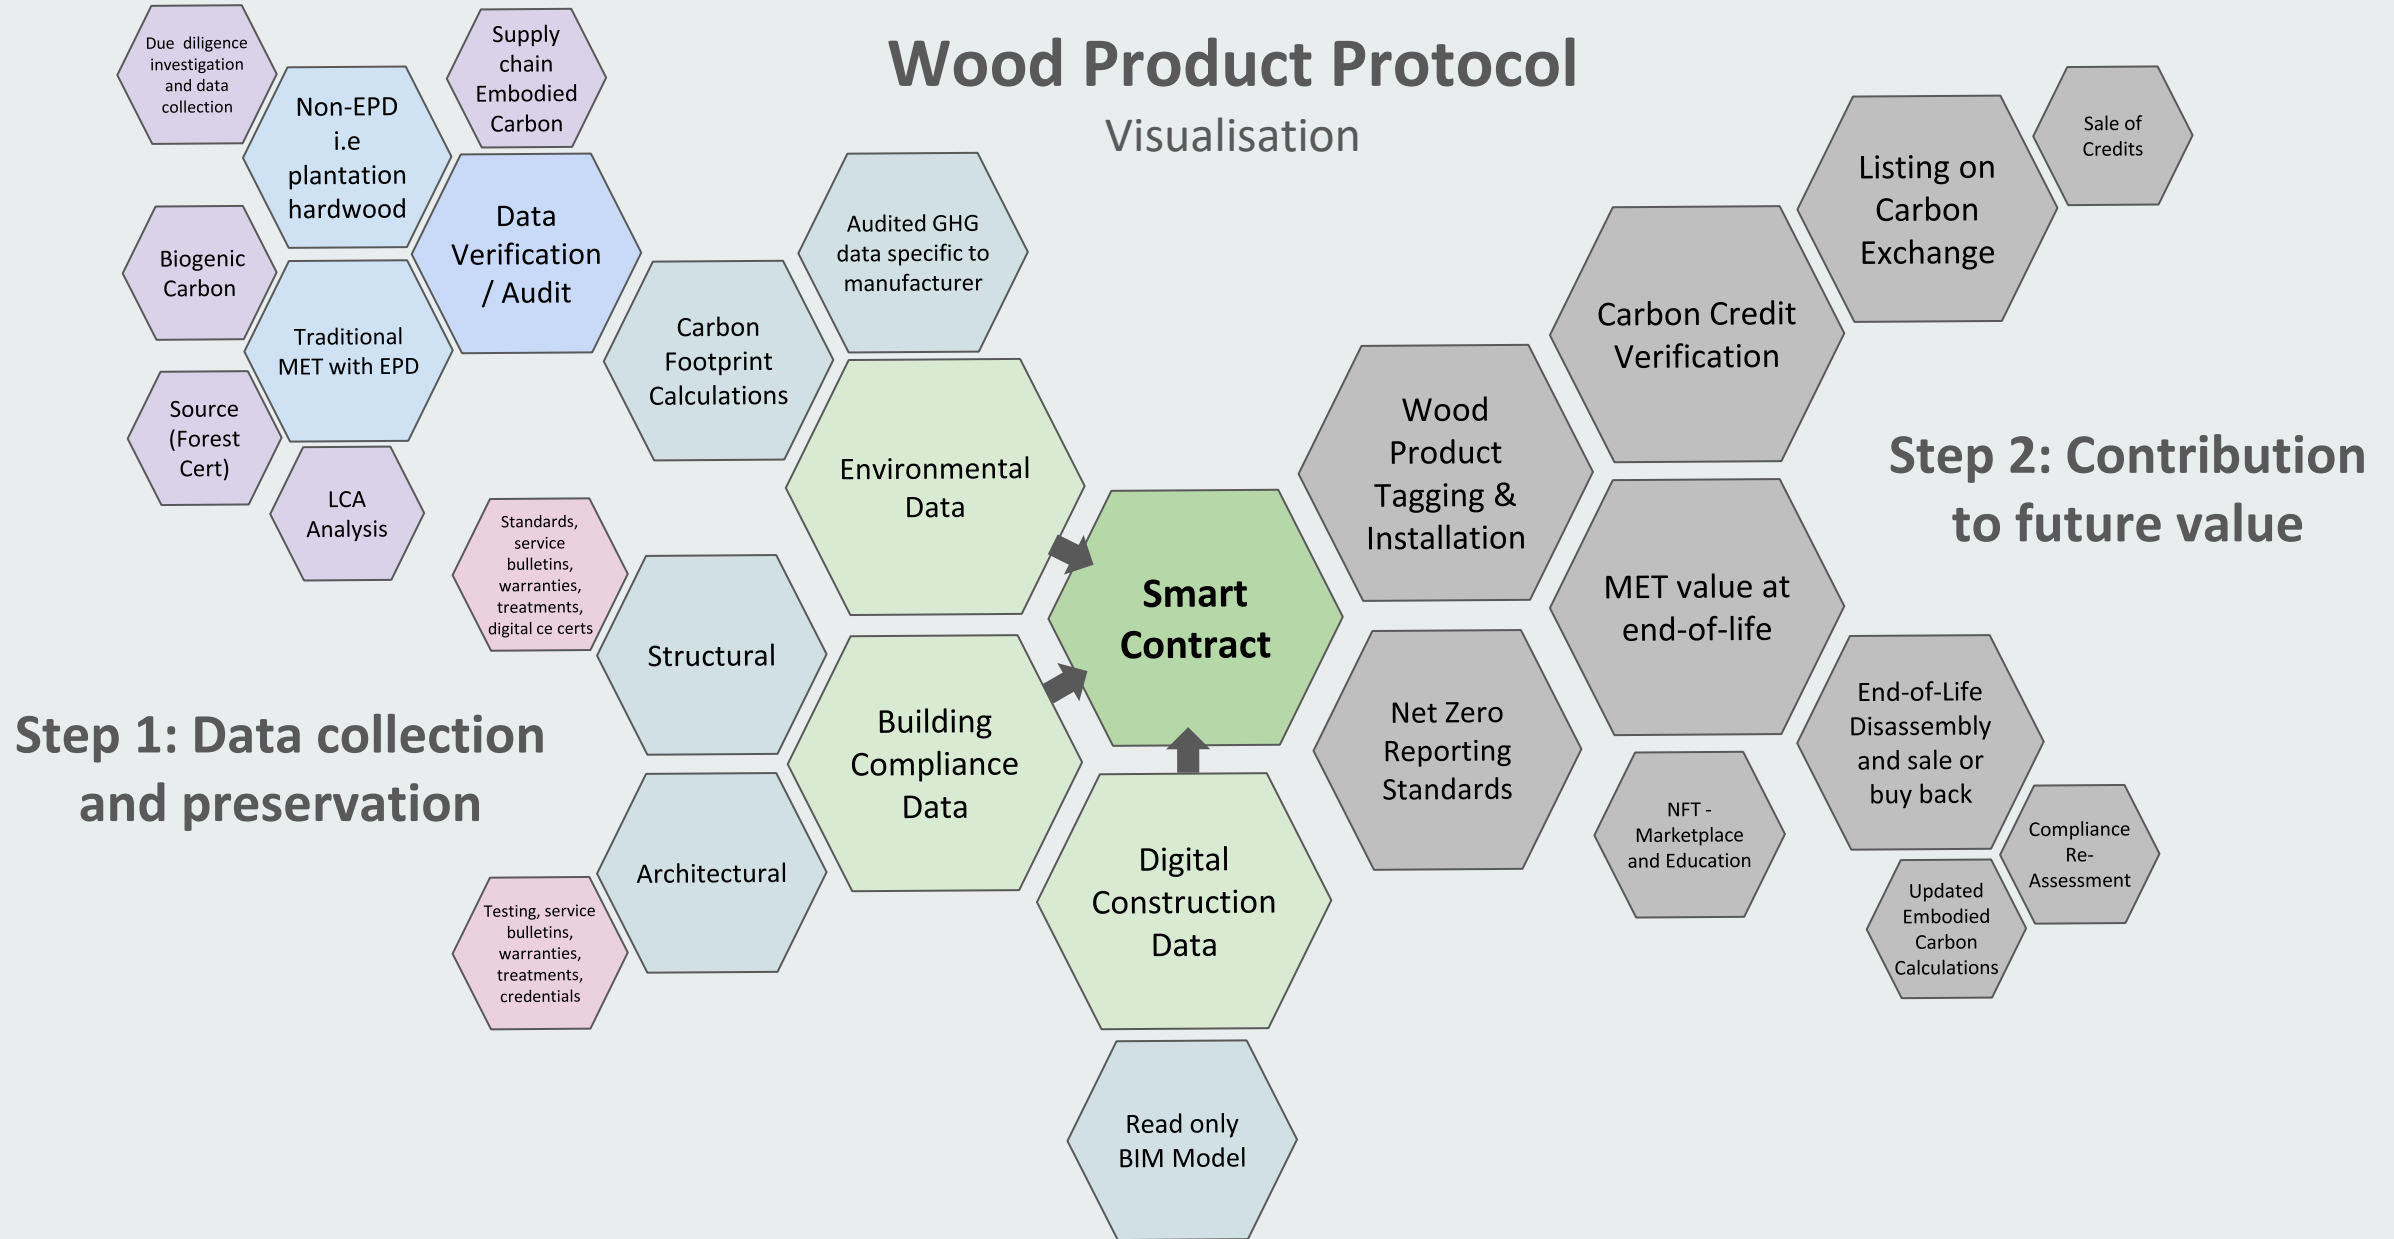 Wood Product Protocol
Visualisation
Due  diligence
investigation
and data
collection
Non-EPD
i.e
plantation
hardwood
Supply
chain
Embodied
Carbon
Data
Verification
/ Audit
Biogenic
Carbon
Traditional
MET with EPD
Source
(Forest
Cert)
LCA
Analysis
Carbon
Footprint
Calculations
Audited GHG
data specific to
manufacturer
Environmental
Data
Standards,
service
bulletins,
warranties,
treatments,
digital ce certs
Structural
Building
Compliance
Data
Architectural
Testing, service
bulletins,
warranties,
treatments,
credentials
Step 1: Data collection
and preservation
Smart
Contract
Digital
Construction
Data
Read only
BIM Model
Wood
Product
Tagging &
Installation
Net Zero
Reporting
Standards
Carbon Credit
Verification
Listing on
Carbon
Exchange
Sale of
Credits
Step 2: Contribution
to future value
MET value at
end-of-life
NFT -
Marketplace
and Education
End-of-Life
Disassembly
and sale or
buy back
Compliance
Re-
Assessment
Updated
Embodied
Carbon
Calculations